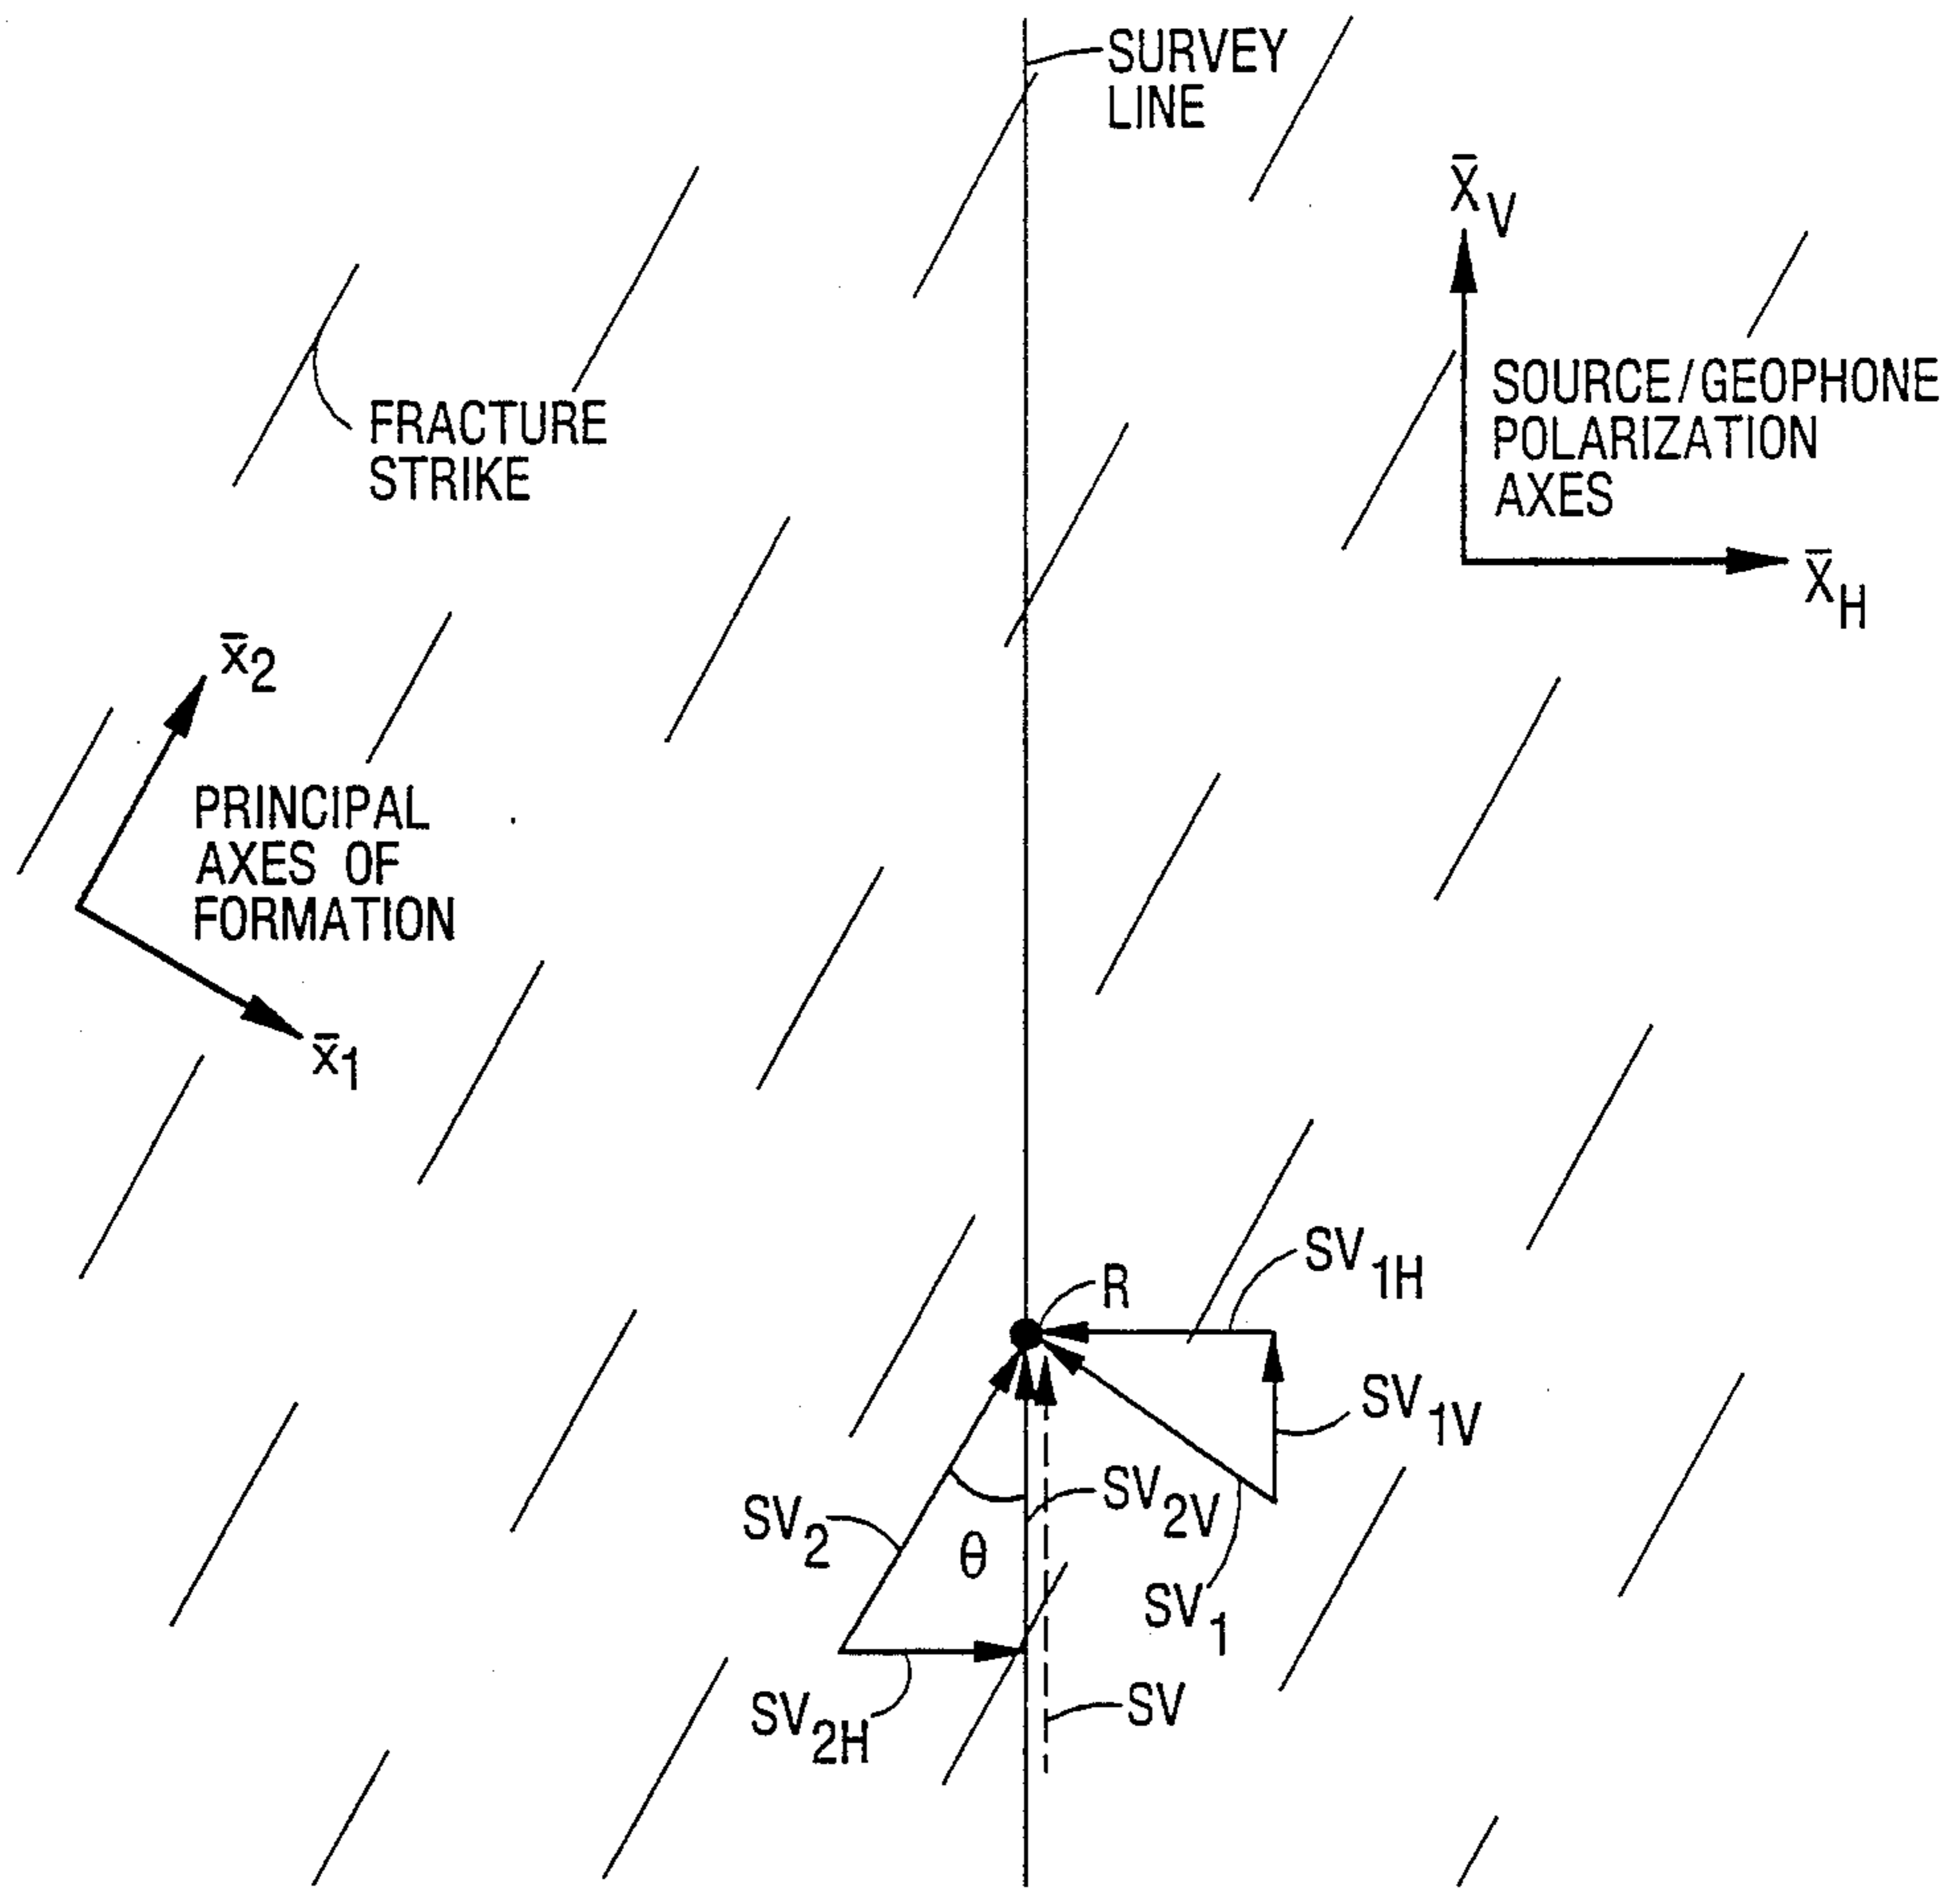 SURVEY
LINE
X̄V
SOURCE/GEOPHONE
POLARIZATION
AXES
X̄H
FRACTURE
STRIKE
x̄2
PRINCIPAL
AXES OF
FORMATION
x̄1
SV1H
R
SV1V
SV2V
SV2
θ
SV1
SV2H
SV